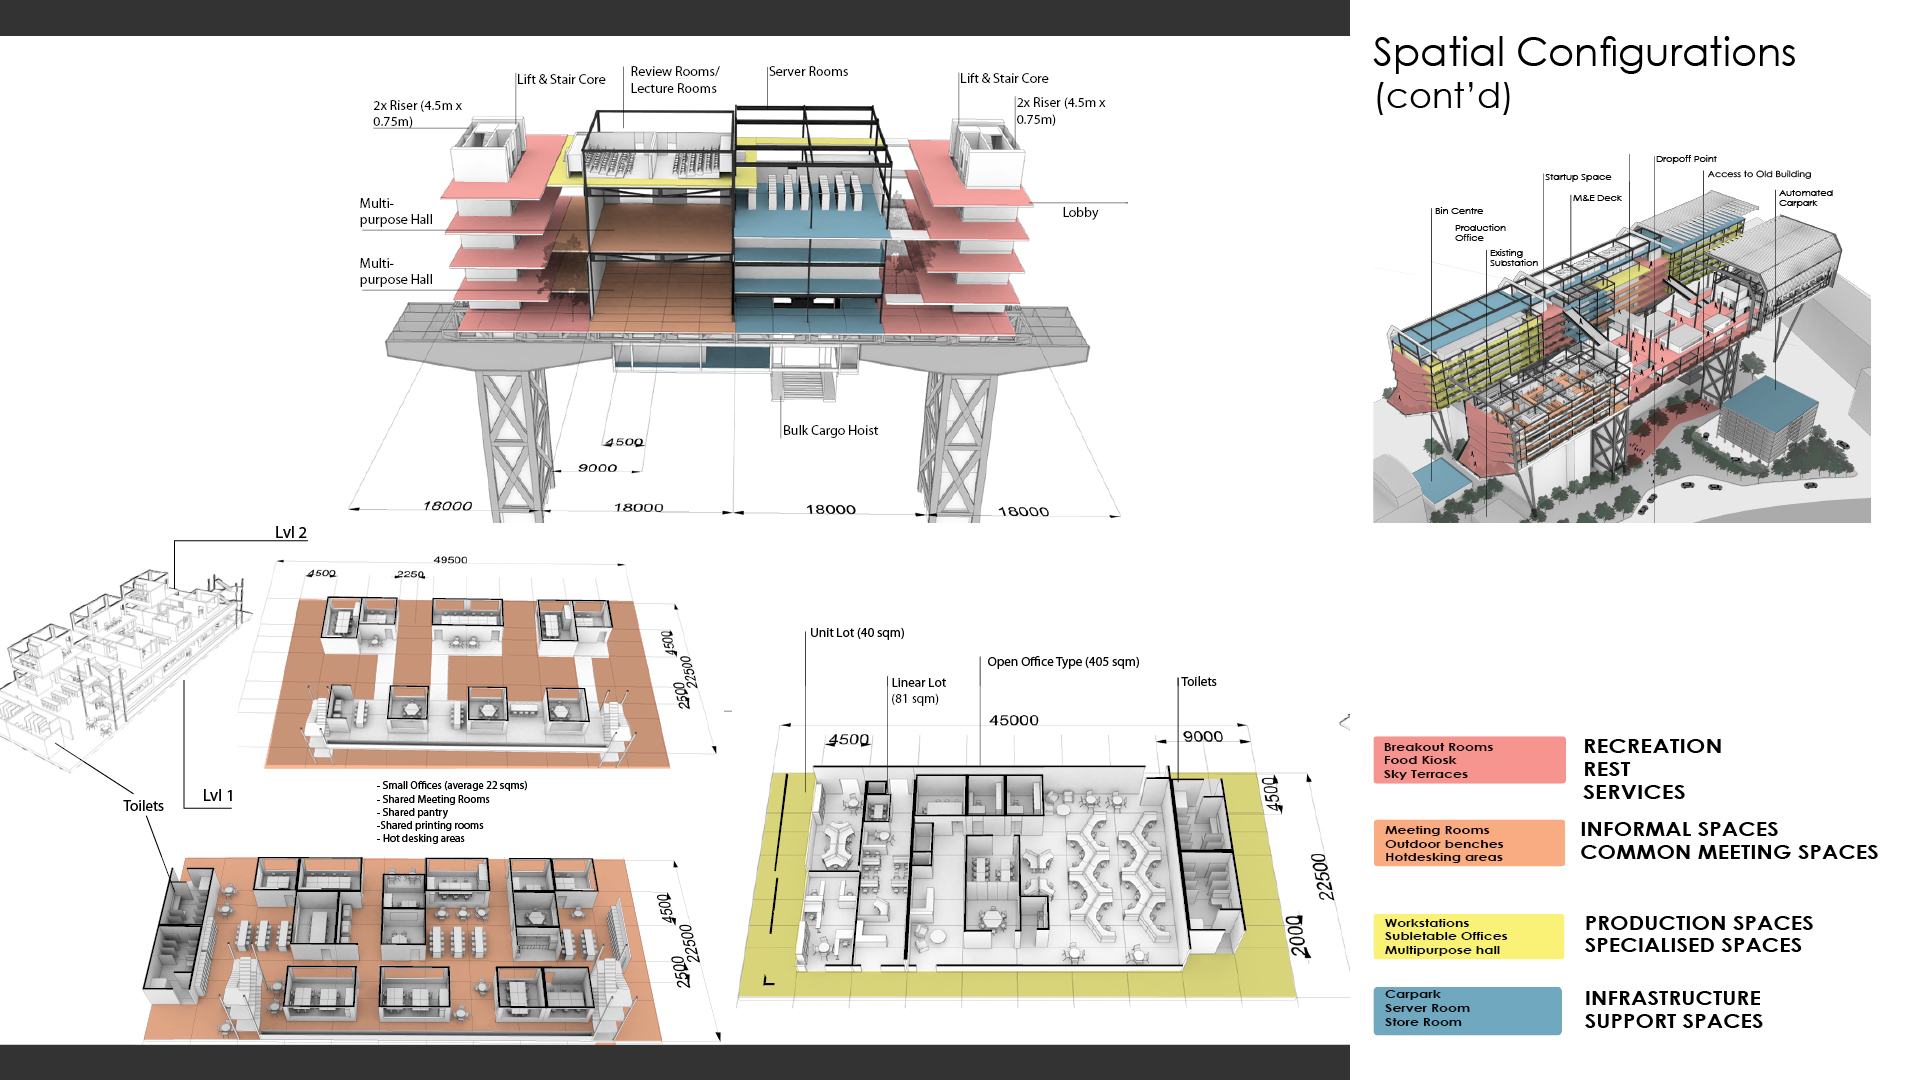 Spatial Configurations
(cont’d)
Lift & Stair Core
Review Rooms/
Lecture Rooms
Server Rooms
Lift & Stair Core
2x Riser (4.5m x
0.75m)
2x Riser (4.5m x
0.75m)
Multi-
purpose Hall
Lobby
Multi-
purpose Hall
Bulk Cargo Hoist
4500
9000
18000
18000
18000
18000
Dropoff Point
Access to Old Building
Startup Space
Automated
Carpark
M&E Deck
Bin Centre
Production
Office
Existing
Substation
Lvl 2
49500
4500
2250
4500
22500
2500
Lvl 1
Toilets
- Small Offices (average 22 sqms)
- Shared Meeting Rooms
- Shared pantry
-Shared printing rooms
- Hot desking areas
4500
22500
2500
Unit Lot (40 sqm)
Open Office Type (405 sqm)
Linear Lot
(81 sqm)
Toilets
45000
4500
9000
4500
22500
2000
Breakout Rooms
Food Kiosk
Sky Terraces
RECREATION
REST
SERVICES
Meeting Rooms
Outdoor benches
Hotdesking areas
INFORMAL SPACES
COMMON MEETING SPACES
Workstations
Subletable Offices
Multipurpose hall
PRODUCTION SPACES
SPECIALISED SPACES
Carpark
Server Room
Store Room
INFRASTRUCTURE
SUPPORT SPACES